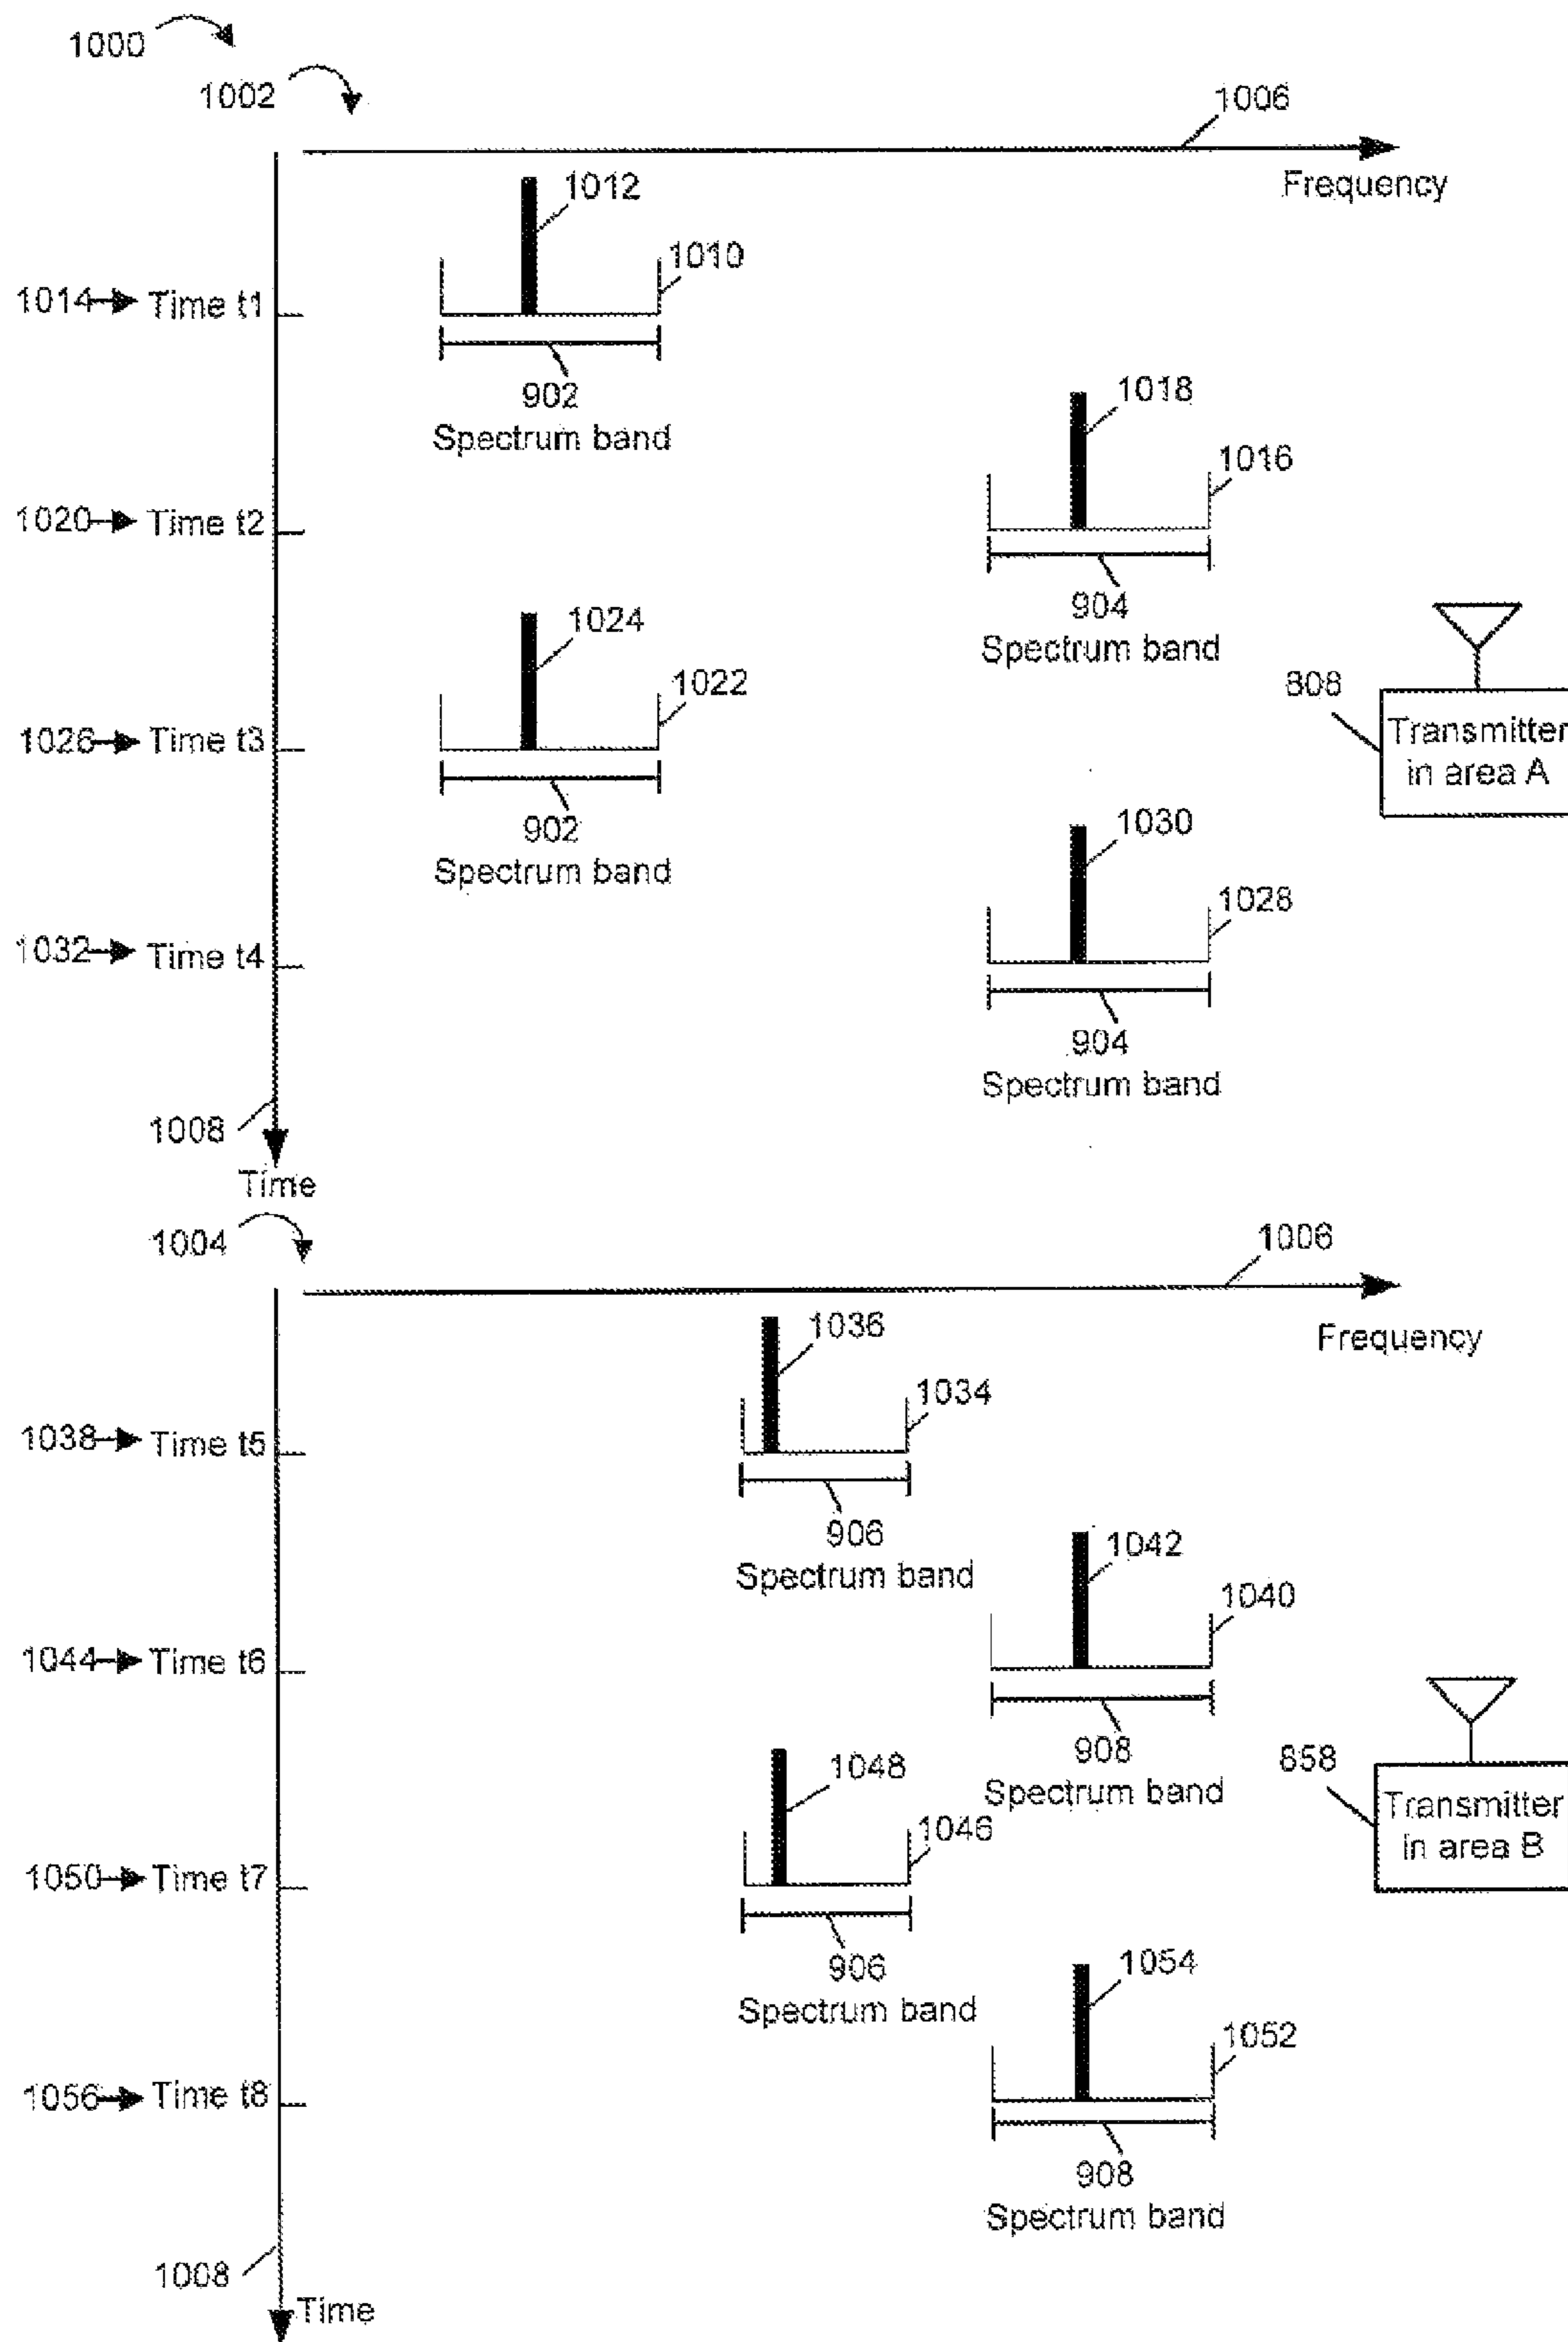 1000
1002
1006
Frequency
1012
1010
1014 Time t1
902
Spectrum band
1018
1016
1020 Time t2
904
Spectrum band
1024
1022
1026 Time t3
902
Spectrum band
808
Transmitter
in area A
1030
1028
1032 Time t4
904
Spectrum band
1008
Time
1004
1006
Frequency
1036
1034
1038 Time t5
906
Spectrum band
1042
1040
1044 Time t6
908
Spectrum band
1048
1046
1050 Time t7
906
Spectrum band
858
Transmitter
in area B
1054
1052
1056 Time t8
908
Spectrum band
1008
Time